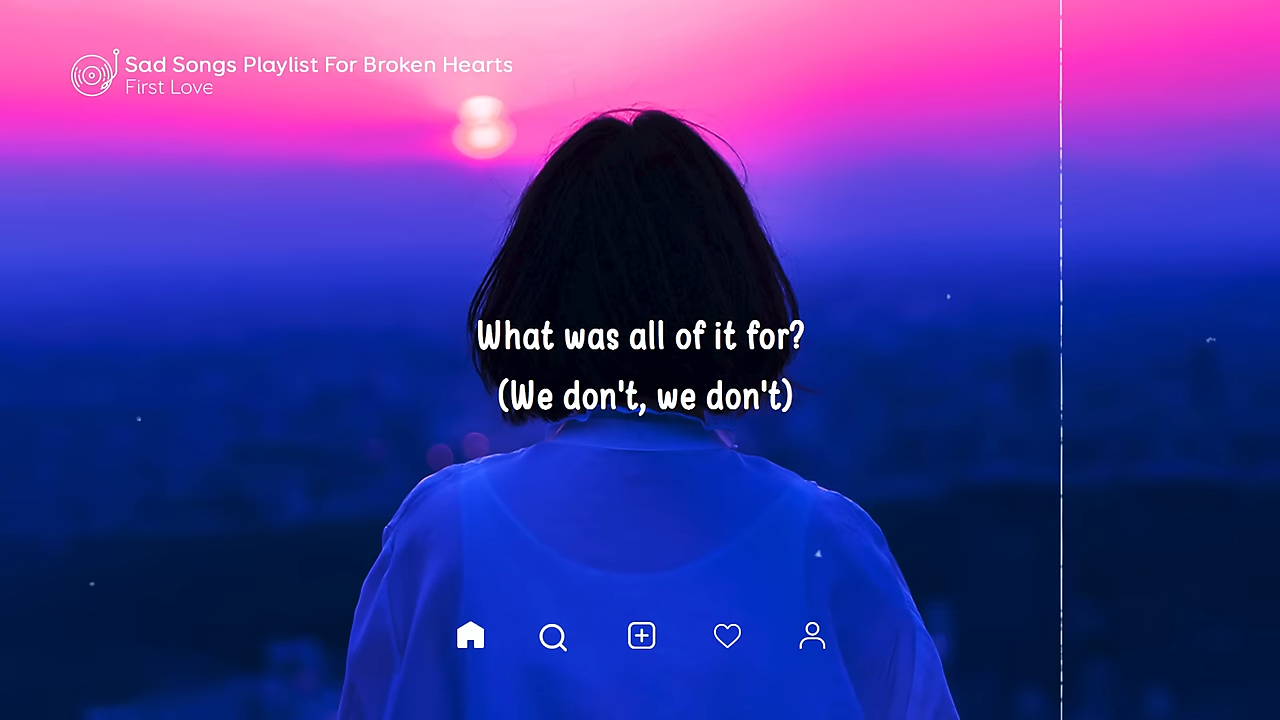 Sad Songs Playlist For Broken Hearts
First Love
What was all of it for?
(We don't, we don't)